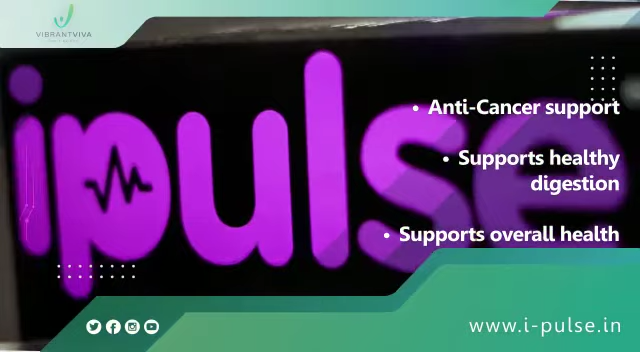 VIBRANTVIVA
ipulse
• Anti-Cancer support
• Supports healthy
digestion
• Supports overall health
www.i-pulse.in